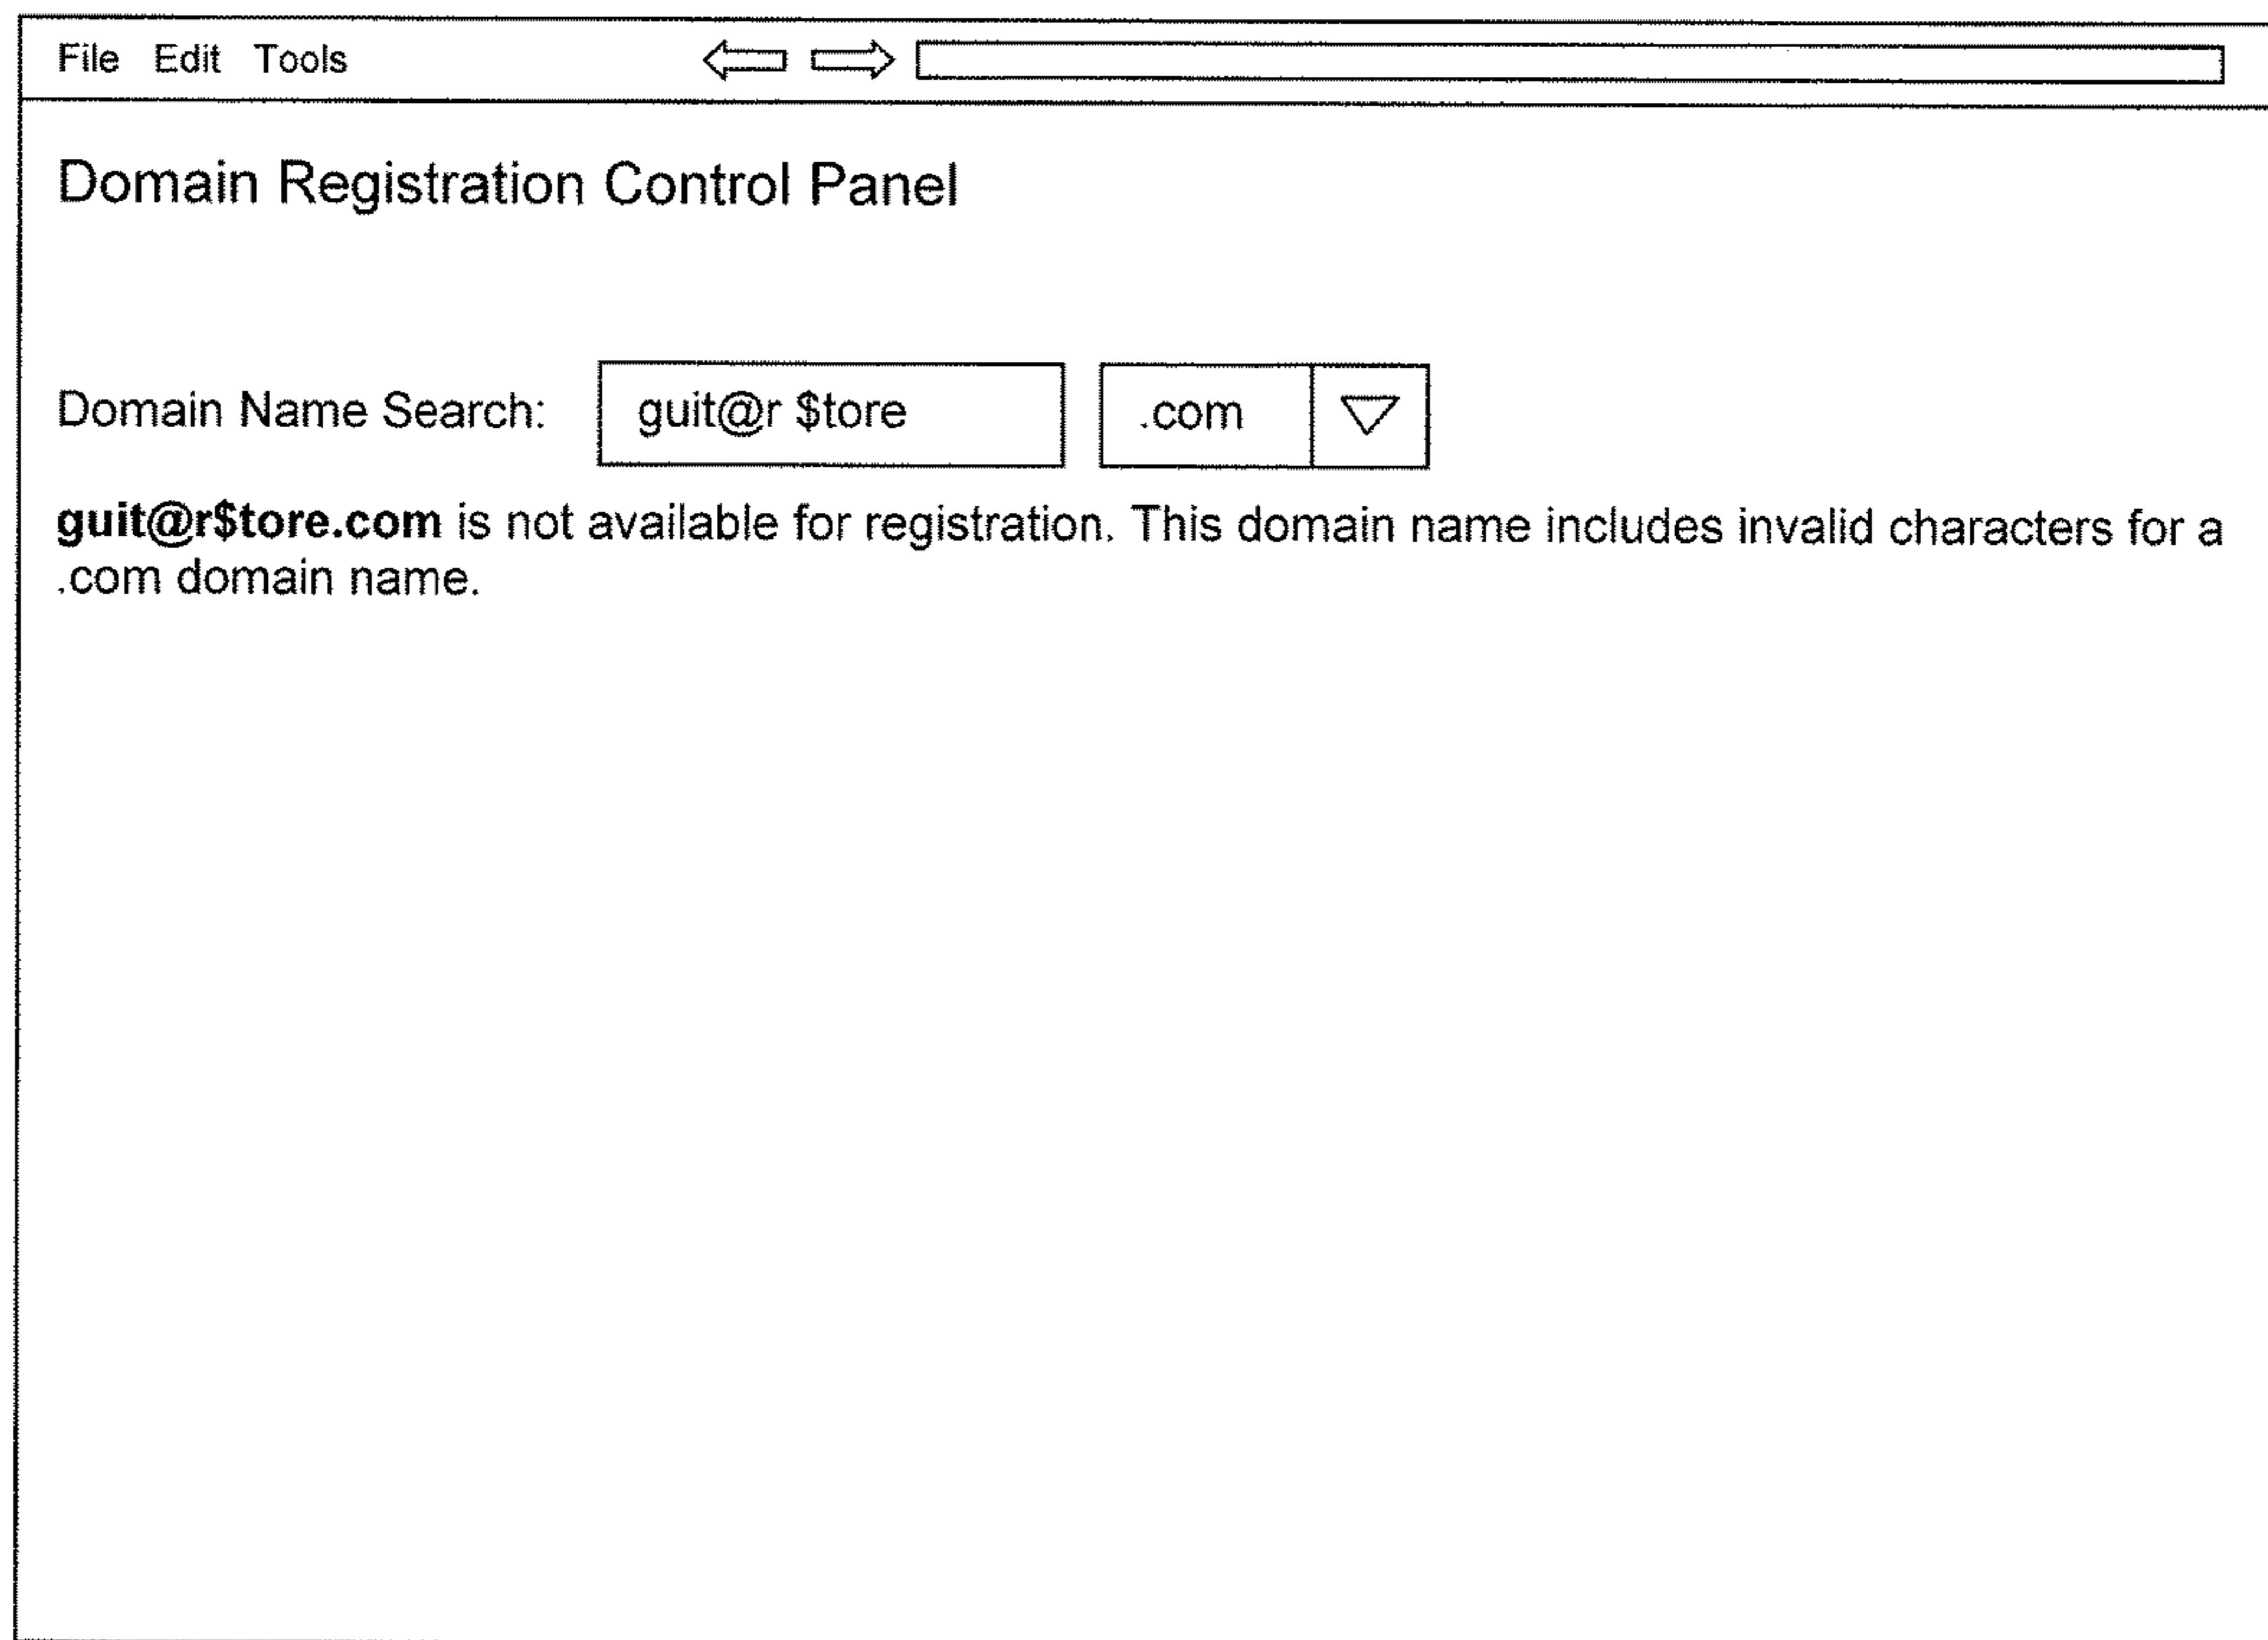 File Edit Tools
Domain Registration Control Panel
Domain Name Search: guit@r $tore .com
guit@r$tore.com is not available for registration. This domain name includes invalid characters for a
.com domain name.